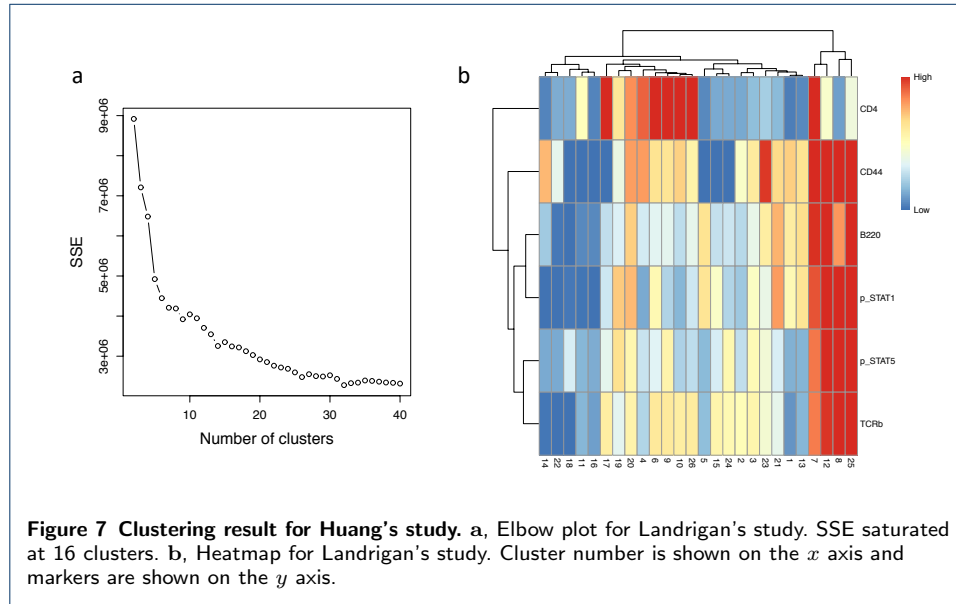 a
9e+06
7e+06
5e+06
3e+06
SSE
10 20 30 40
Number of clusters
b
CD4
CD44
B220
p_STAT1
p_STAT5
TCRb
14 22 18 11 16 17 19 20 4 6 9 10 26 5 15 24 2 3 23 21 1 13 7 12 8 25
High
Low
Figure 7 Clustering result for Huang's study. a, Elbow plot for Landrigan's study. SSE saturated
at 16 clusters. b, Heatmap for Landrigan's study. Cluster number is shown on the x axis and
markers are shown on the y axis.